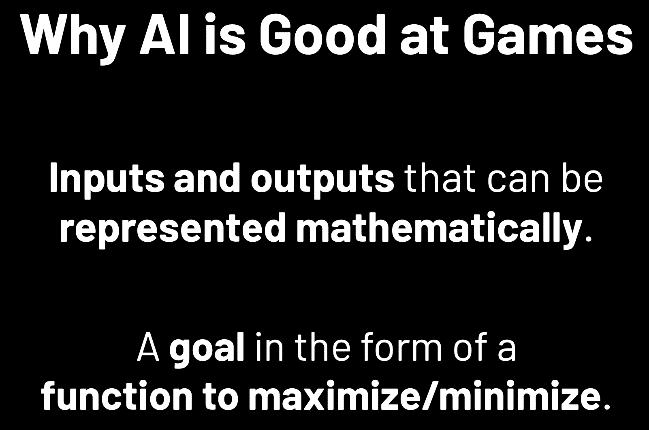 Why AI is Good at Games
Inputs and outputs that can be
represented mathematically.
A goal in the form of a
function to maximize/minimize.